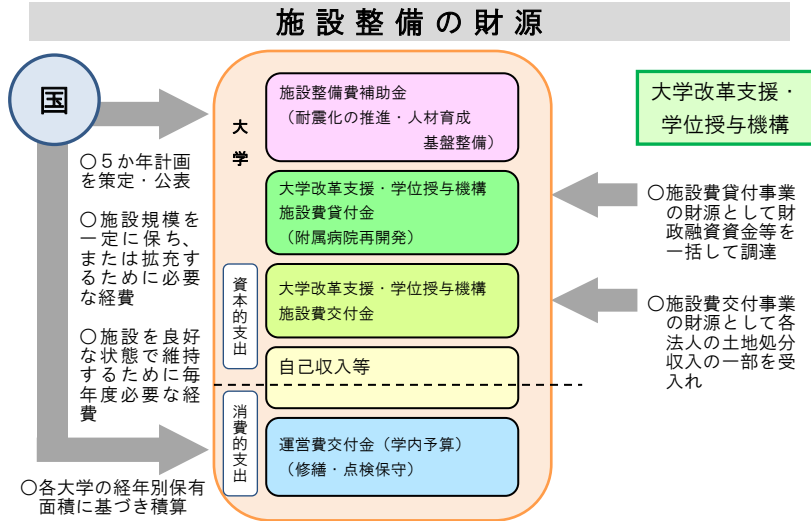 施設整備の財源
国
〇５か年計画
を策定・公表
〇施設規模を
一定に保ち、
または拡充す
るために必要
な経費
〇施設を良好
な状態で維持
するために毎
年度必要な経
費
〇各大学の経年別保有
面積に基づき積算
大学
施設整備費補助金
（耐震化の推進・人材育成
基盤整備）
大学改革支援・学位授与機構
施設費貸付金
（附属病院再開発）
資本的支出
大学改革支援・学位授与機構
施設費交付金
自己収入等
消費的支出
運営費交付金（学内予算）
（修繕・点検保守）
大学改革支援・
学位授与機構
〇施設費貸付事業
の財源として財
政融資資金等を
一括して調達
〇施設費交付事業
の財源として各
法人の土地処分
収入の一部を受
入れ